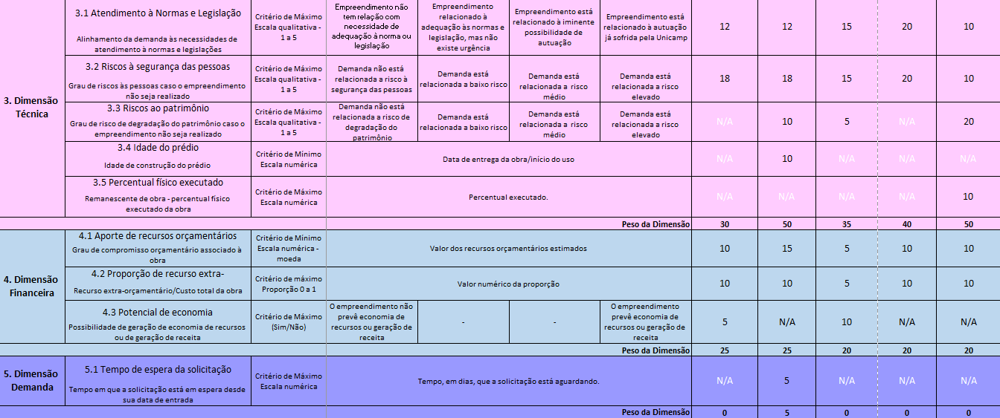 3. Dimensão
Técnica
3.1 Atendimento à Normas e Legislação
Alinhamento da demanda às necessidades de
atendimento à normas e legislações
Critério de Máximo
Escala qualitativa -
1 a 5
Empreendimento não
tem relação com
necessidade de
adequação à norma ou
legislação
Empreendimento
relacionado à
adequação às normas e
legislação, mas não
existe urgência
Empreendimento está
relacionado à iminente
possibilidade de
autuação
Empreendimento está
relacionado à autuação
já sofrida pela Unicamp
12
12
15
20
10
3.2 Riscos à segurança das pessoas
Grau de riscos às pessoas caso o empreendimento
não seja realizado
Critério de Máximo
Escala qualitativa -
1 a 5
Demanda não está
relacionada a risco à
segurança das pessoas
Demanda está
relacionada a baixo risco
Demanda está
relacionada a risco
médio
Demanda está
relacionada a risco
elevado
18
18
15
20
10
3.3 Riscos ao patrimônio
Grau de risco de degradação do patrimônio caso o
empreendimento não seja realizado
Critério de Máximo
Escala qualitativa -
1 a 5
Demanda não está
relacionada a risco de
degradação do
patrimônio
Demanda está
relacionada a baixo risco
Demanda está
relacionada a risco
médio
Demanda está
relacionada a risco
elevado
N/A
10
5
N/A
20
3.4 Idade do prédio
Idade de construção do prédio
Critério de Mínimo
Escala numérica
Data de entrega da obra/início do uso
N/A
10
N/A
N/A
N/A
3.5 Percentual físico executado
Remanescente de obra - percentual físico
executado da obra
Critério de Máximo
Escala numérica
Percentual executado.
N/A
N/A
N/A
N/A
10
Peso da Dimensão
30
50
35
40
50
4. Dimensão
Financeira
4.1 Aporte de recursos orçamentários
Grau de compromisso orçamentário associado à
obra
Critério de Mínimo
Escala numérica -
moeda
Valor dos recursos orçamentários estimados
10
15
5
10
10
4.2 Proporção de recurso extra-
Recurso extra-orçamentário/Custo total da obra
Critério de máximo
Proporção 0 a 1
Valor numérico da proporção
10
10
5
10
10
4.3 Potencial de economia
Possibilidade de geração de economia de recursos
ou de geração de receita
Critério de Máximo
(Sim/Não)
O empreendimento não
prevê economia de
recursos ou geração de
receita
-
-
O empreendimento
prevê economia de
recursos ou geração de
receita
5
N/A
10
N/A
N/A
Peso da Dimensão
25
25
20
20
20
5. Dimensão
Demanda
5.1 Tempo de espera da solicitação
Tempo em que a solicitação está em espera desde
sua data de entrada
Critério de Máximo
Escala numérica
Tempo, em dias, que a solicitação está aguardando.
N/A
5
N/A
N/A
N/A
Peso da Dimensão
0
5
0
0
0